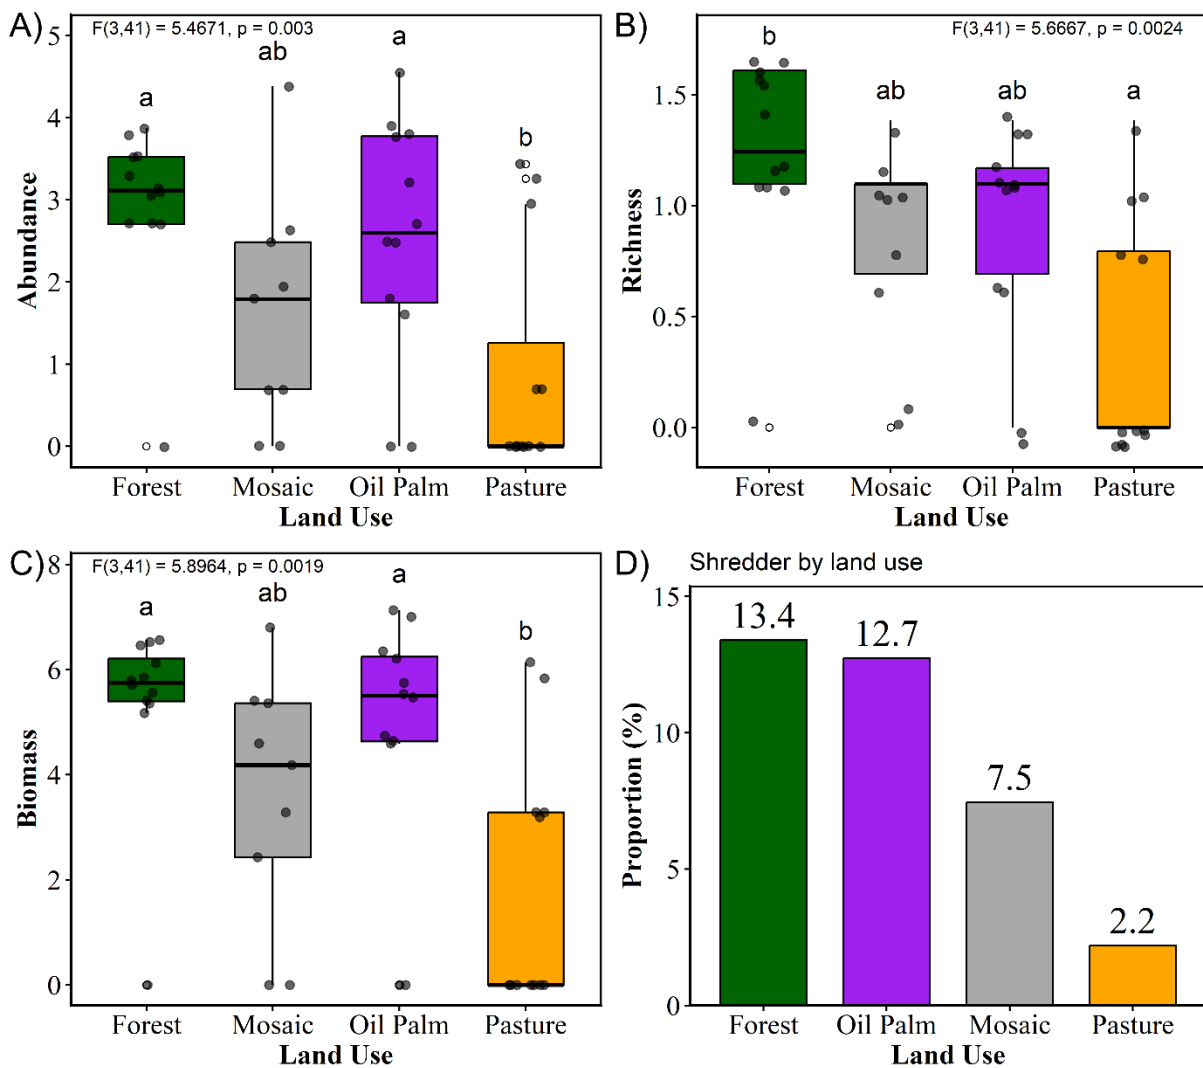 A)
F(3,41) = 5.4671, p = 0.003
a
ab
a
b
5
4
3
2
1
0
Abundance
Forest
Mosaic
Oil Palm
Pasture
Land Use
B)
F(3,41) = 5.6667, p = 0.0024
b
ab
ab
a
1.5
1.0
0.5
0.0
Richness
Forest
Mosaic
Oil Palm
Pasture
Land Use
C)
F(3,41) = 5.8964, p = 0.0019
a
ab
a
b
8
6
4
2
0
Biomass
Forest
Mosaic
Oil Palm
Pasture
Land Use
D)
Shredder by land use
13.4
12.7
7.5
2.2
15
10
5
0
Proportion (%)
Forest
Oil Palm
Mosaic
Pasture
Land Use